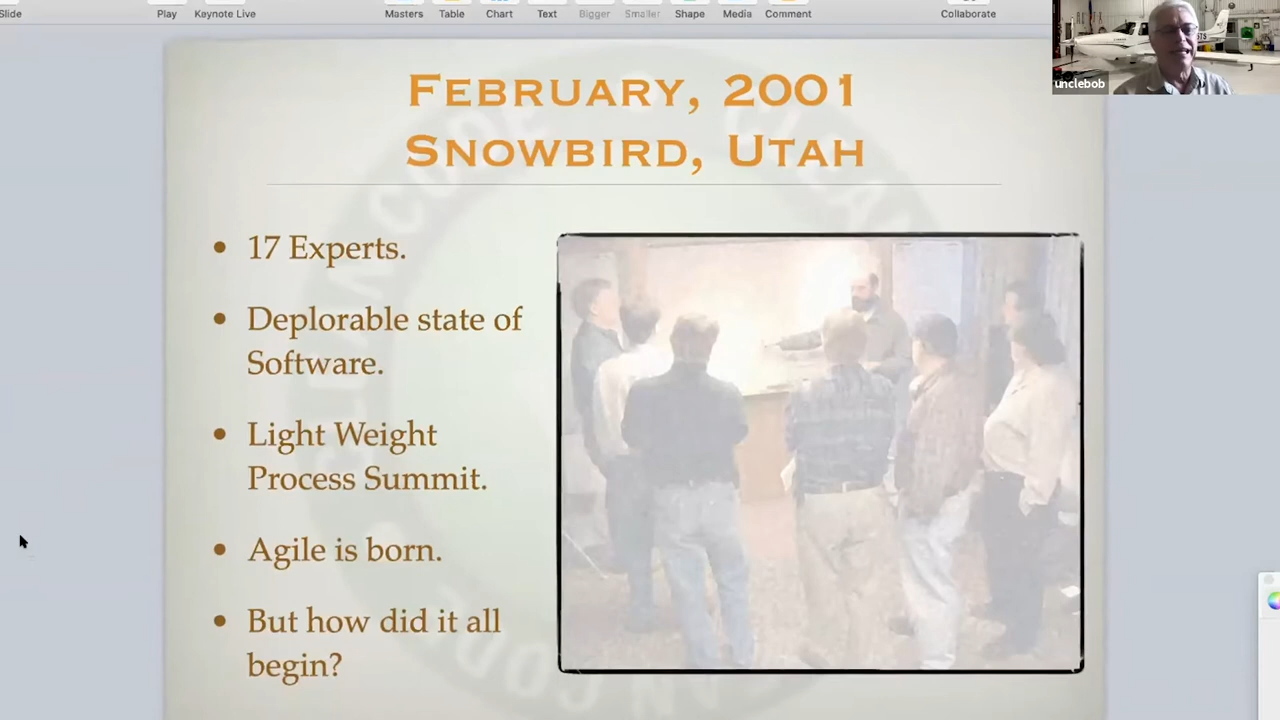 Slide
Play
Keynote Live
Masters
Table
Chart
Text
Bigger
Smaller
Shape
Media
Comment
Collaborate
unclebob
February, 2001
Snowbird, Utah
• 17 Experts.
• Deplorable state of
Software.
• Light Weight
Process Summit.
• Agile is born.
• But how did it all
begin?
CLEAN CODE